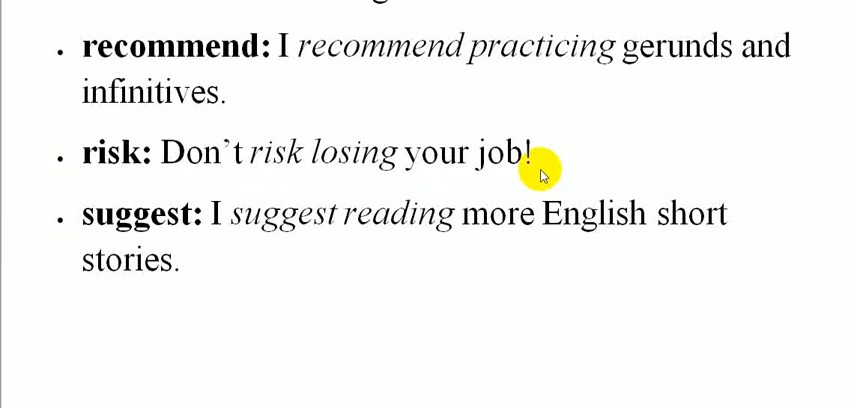 • recommend: I recommend practicing gerunds and
infinitives.
• risk: Don’t risk losing your job!
• suggest: I suggest reading more English short
stories.